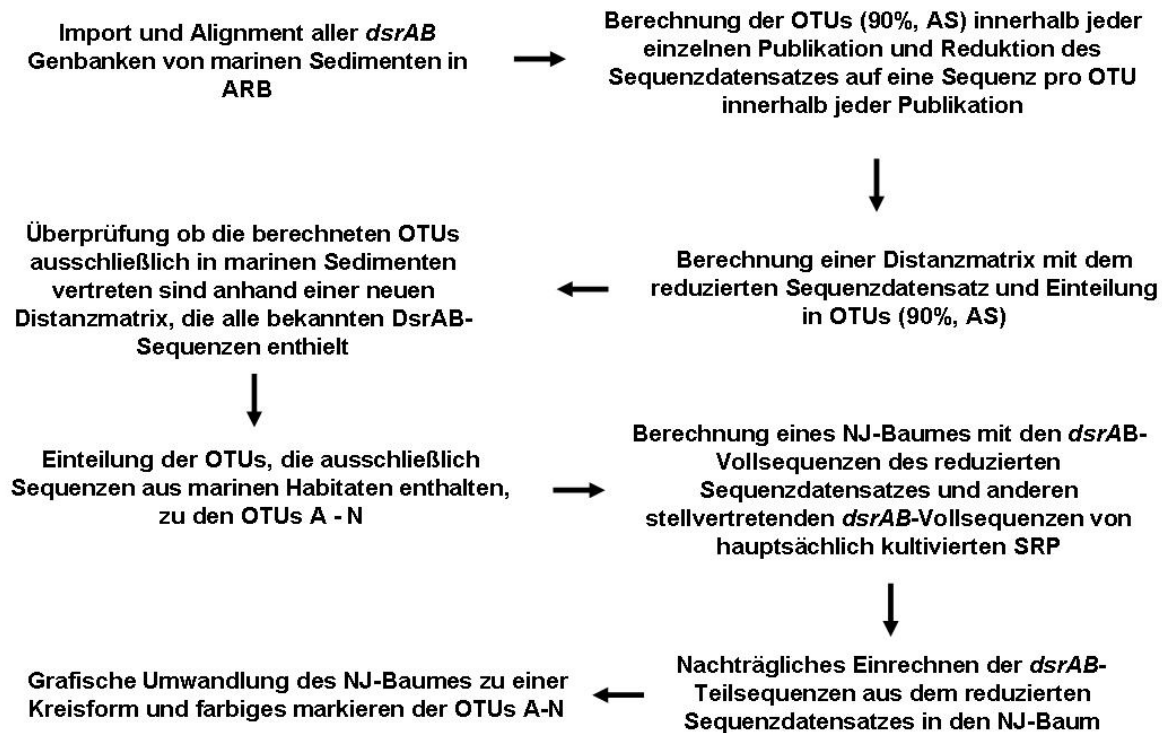 Import und Alignment aller dsrAB
Genbanken von marinen Sedimenten in
ARB
Berechnung der OTUs (90%, AS) innerhalb jeder
einzelnen Publikation und Reduktion des
Sequenzdatensatzes auf eine Sequenz pro OTU
innerhalb jeder Publikation
Berechnung einer Distanzmatrix mit dem
reduzierten Sequenzdatensatz und Einteilung
in OTUs (90%, AS)
Überprüfung ob die berechneten OTUs
ausschließlich in marinen Sedimenten
vertreten sind anhand einer neuen
Distanzmatrix, die alle bekannten DsrAB-
Sequenzen enthielt
Einteilung der OTUs, die ausschließlich
Sequenzen aus marinen Habitaten enthalten,
zu den OTUs A - N
Berechnung eines NJ-Baumes mit den dsrAB-
Vollsequenzen des reduzierten
Sequenzdatensatzes und anderen
stellvertretenden dsrAB-Vollsequenzen von
hauptsächlich kultivierten SRP
Nachträgliches Einrechnen der dsrAB-
Teilsequenzen aus dem reduzierten
Sequenzdatensatzes in den NJ-Baum
Grafische Umwandlung des NJ-Baumes zu einer
Kreisform und farbiges markieren der OTUs A-N